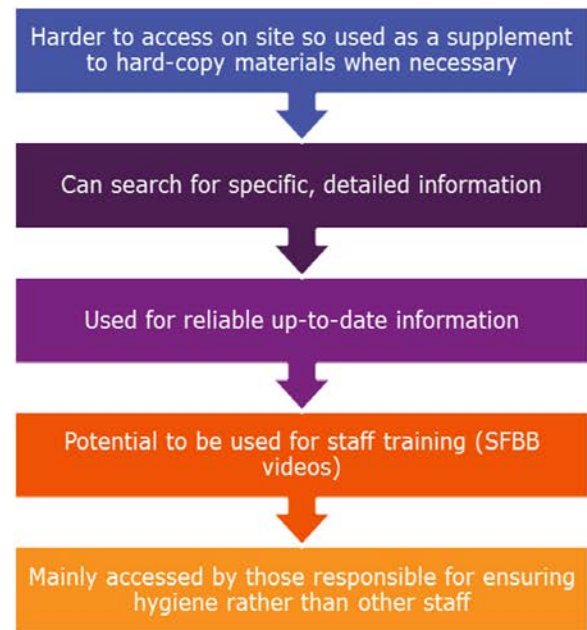 Harder to access on site so used as a supplement
to hard-copy materials when necessary
Can search for specific, detailed information
Used for reliable up-to-date information
Potential to be used for staff training (SFBB
videos)
Mainly accessed by those responsible for ensuring
hygiene rather than other staff